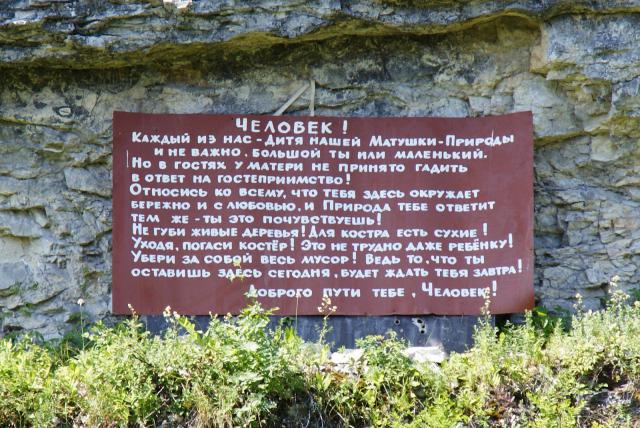 Человек!
Каждый из нас - Дитя нашей Матушки-Природы
и не важно, большой ты или маленький.
Но в гостях у матери не принято гадить
в ответ на гостеприимство!
Относись ко всему, что тебя здесь окружает
бережно и с любовью, и Природа тебе ответит
тем же - ты это почувствуешь!
Не губи живые деревья! Для костра есть сухие!
Уходя, погаси костёр! Это не трудно даже ребёнку!
Убери за собой весь мусор! Ведь то, что ты
оставишь здесь сегодня, будет ждать тебя завтра!
Доброго пути тебе, Человек!